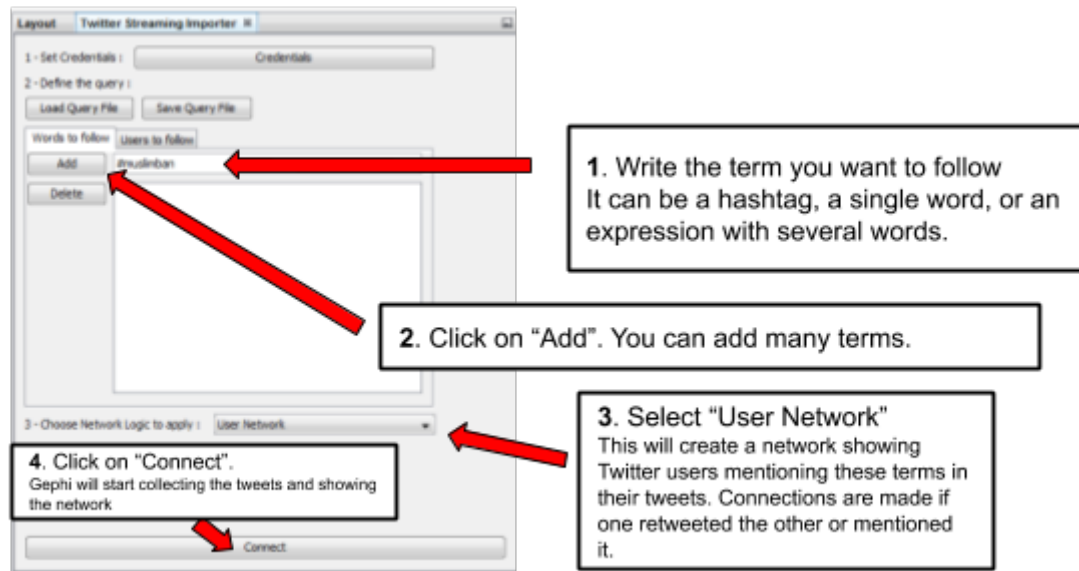 Layout Twitter Streaming Importer
1 - Set Credentials : Credentials
2 - Define the query :
Load Query File Save Query File
Words to follow Users to follow
Add #muslimban
Delete
1. Write the term you want to follow
It can be a hashtag, a single word, or an
expression with several words.
2. Click on “Add”. You can add many terms.
3 - Choose Network Logic to apply : User Network
3. Select “User Network”
This will create a network showing
Twitter users mentioning these terms in
their tweets. Connections are made if
one retweeted the other or mentioned
it.
4. Click on “Connect”.
Gephi will start collecting the tweets and showing
the network
Connect